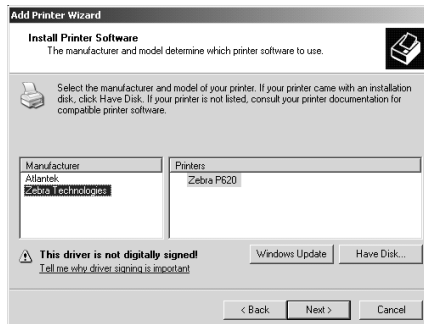 Add Printer Wizard
Install Printer Software
The manufacturer and model determine which printer software to use.
Select the manufacturer and model of your printer. If your printer came with an installation
disk, click Have Disk. If your printer is not listed, consult your printer documentation for
compatible printer software.
Manufacturer
Atlantek
Zebra Technologies
Printers
Zebra P620
This driver is not digitally signed!
Tell me why driver signing is important
Windows Update
Have Disk...
< Back
Next >
Cancel